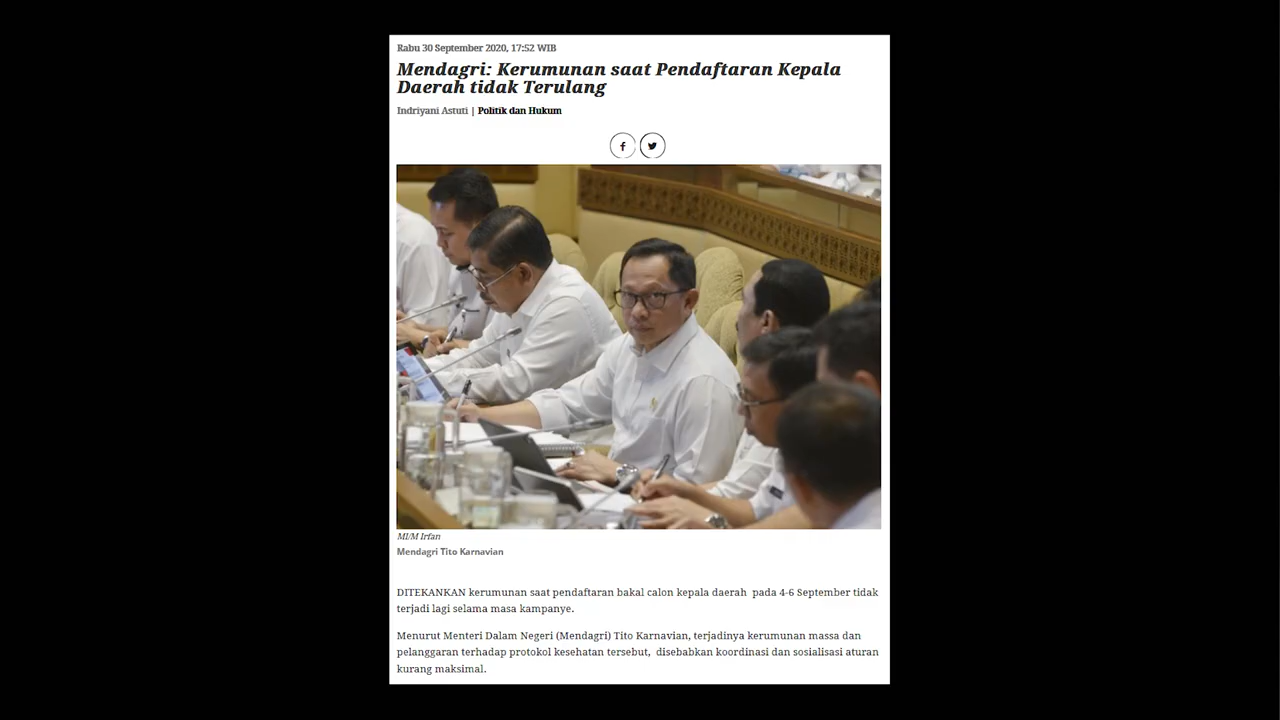 Rabu 30 September 2020, 17:52 WIB
Mendagri: Kerumunan saat Pendaftaran Kepala
Daerah tidak Terulang
Indriyani Astuti | Politik dan Hukum
MI/M Irfan
Mendagri Tito Karnavian
DITEKANKAN kerumunan saat pendaftaran bakal calon kepala daerah pada 4-6 September tidak
terjadi lagi selama masa kampanye.
Menurut Menteri Dalam Negeri (Mendagri) Tito Karnavian, terjadinya kerumunan massa dan
pelanggaran terhadap protokol kesehatan tersebut, disebabkan koordinasi dan sosialisasi aturan
kurang maksimal.